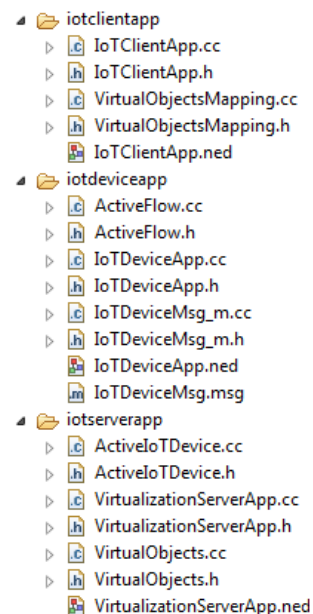 iotclientapp
IoTClientApp.cc
IoTClientApp.h
VirtualObjectsMapping.cc
VirtualObjectsMapping.h
IoTClientApp.ned
iotdeviceapp
ActiveFlow.cc
ActiveFlow.h
IoTDeviceApp.cc
IoTDeviceApp.h
IoTDeviceMsg_m.cc
IoTDeviceMsg_m.h
IoTDeviceApp.ned
IoTDeviceMsg.msg
iotserverapp
ActiveIoTDevice.cc
ActiveIoTDevice.h
VirtualizationServerApp.cc
VirtualizationServerApp.h
VirtualObjects.cc
VirtualObjects.h
VirtualizationServerApp.ned